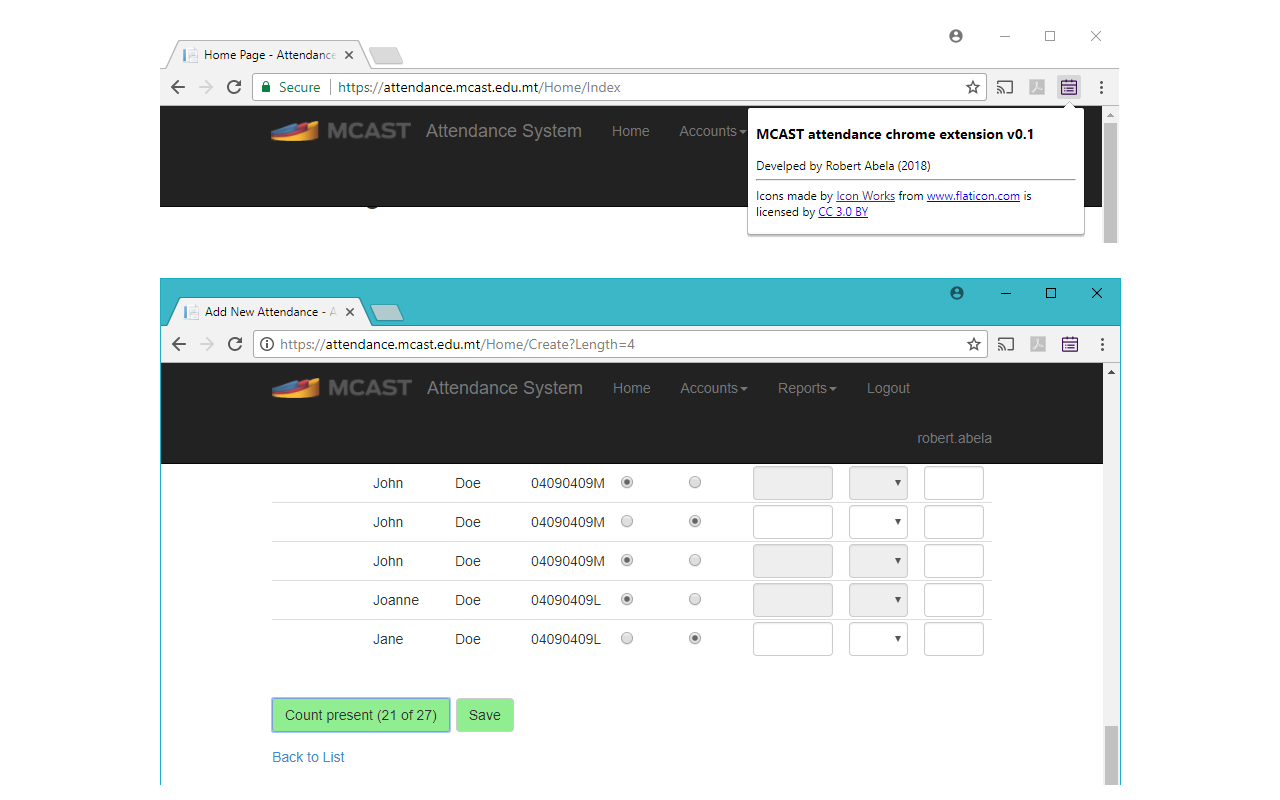 Home Page - Attendance
Secure https://attendance.mcast.edu.mt/Home/Index
MCAST Attendance System Home Accounts
MCAST attendance chrome extension v0.1
Develped by Robert Abela (2018)
Icons made by Icon Works from www.flaticon.com is
licensed by CC 3.0 BY
Add New Attendance - A
https://attendance.mcast.edu.mt/Home/Create?Length=4
MCAST Attendance System Home Accounts Reports Logout
robert.abela
John Doe 04090409M
John Doe 04090409M
John Doe 04090409M
Joanne Doe 04090409L
Jane Doe 04090409L
Count present (21 of 27) Save
Back to List